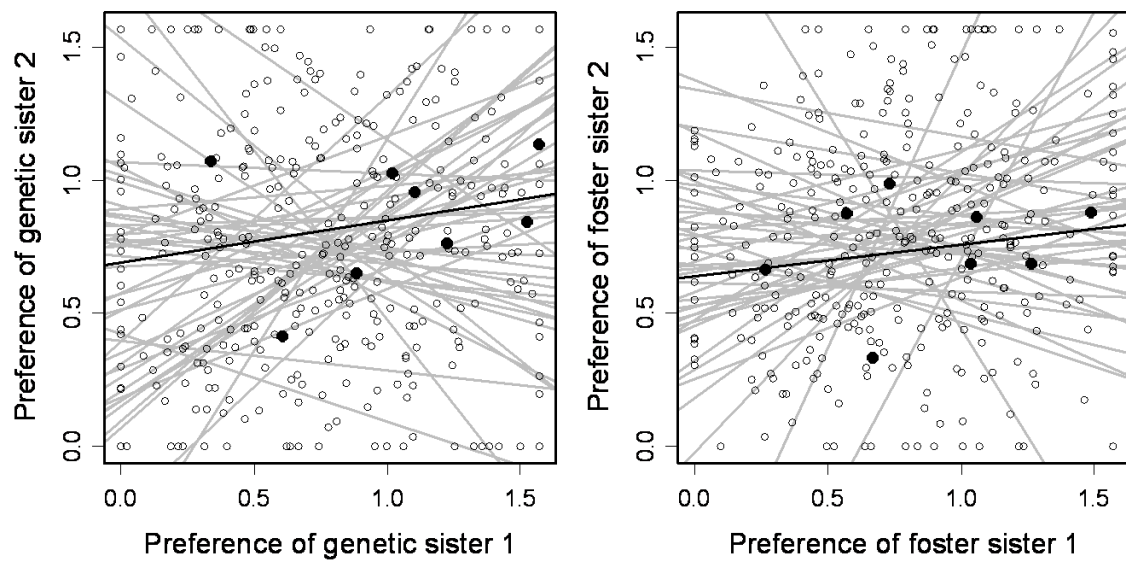 Preference of genetic sister 2
1.5
1.0
0.5
0.0
0.0 0.5 1.0 1.5
Preference of genetic sister 1
Preference of foster sister 2
1.5
1.0
0.5
0.0
0.0 0.5 1.0 1.5
Preference of foster sister 1